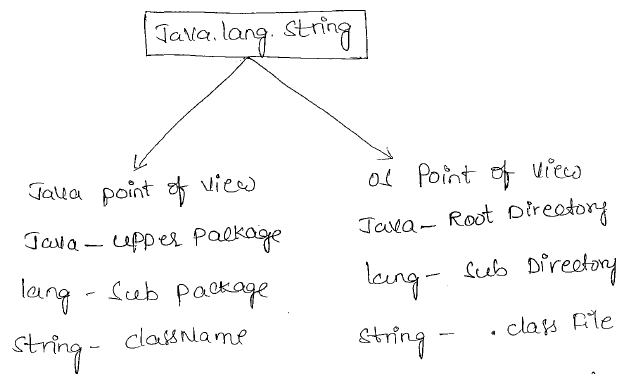 Java.lang.String
Java point of view
Java - upper package
lang - Sub package
String - className
OS Point of view
Java - Root Directory
lang - Sub Directory
String - .class File